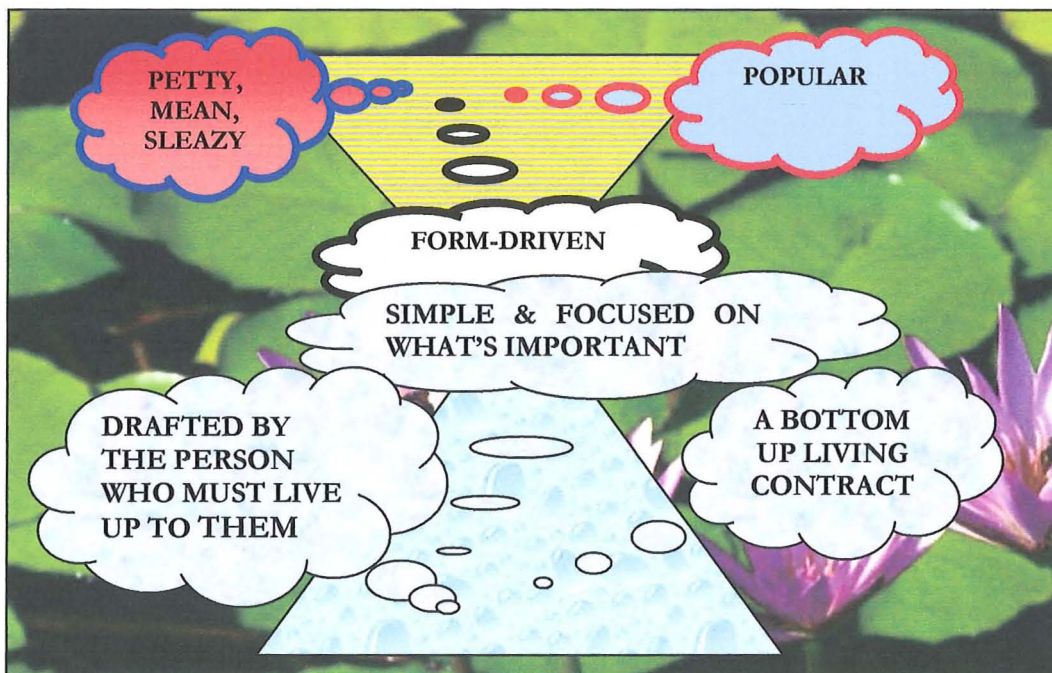 PETTY,
MEAN,
SLEAZY
POPULAR
FORM-DRIVEN
SIMPLE & FOCUSED ON
WHAT'S IMPORTANT
DRAFTED BY
THE PERSON
WHO MUST LIVE
UP TO THEM
A BOTTOM
UP LIVING
CONTRACT